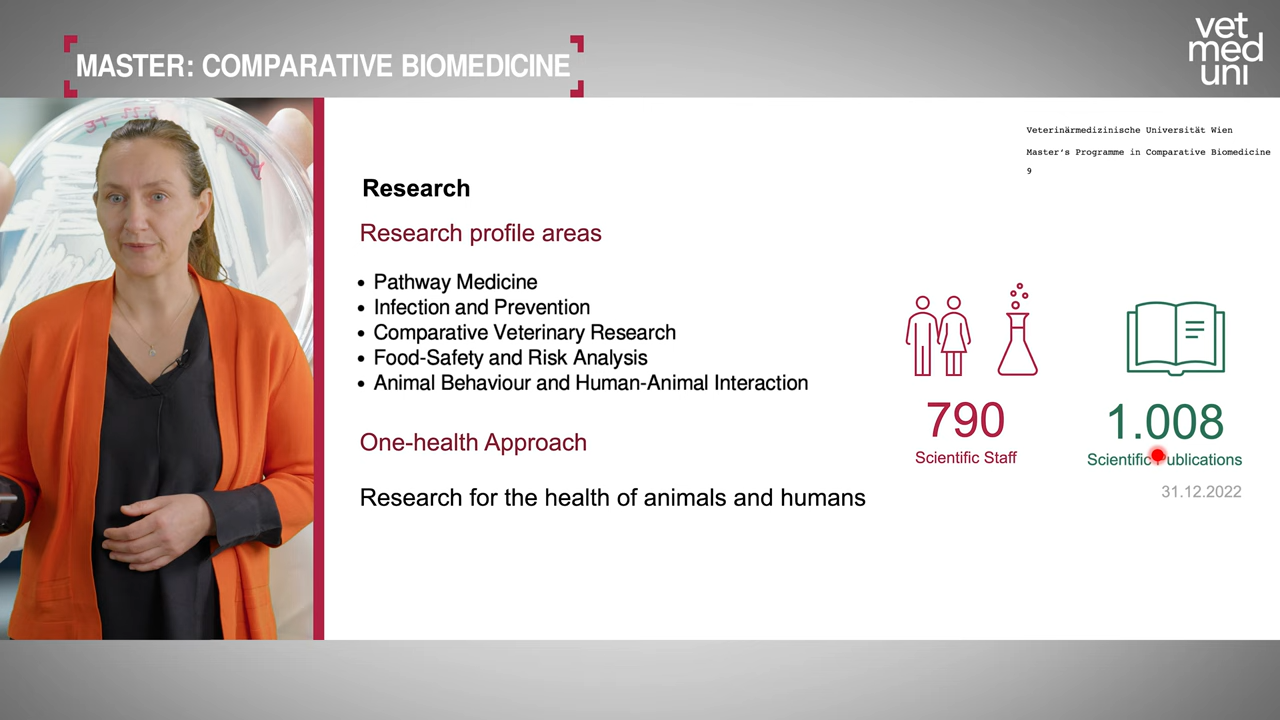 MASTER: COMPARATIVE BIOMEDICINE
vet
med
uni
Veterinärmedizinische Universität Wien
Master's Programme in Comparative Biomedicine
9
Research
Research profile areas
• Pathway Medicine
• Infection and Prevention
• Comparative Veterinary Research
• Food-Safety and Risk Analysis
• Animal Behaviour and Human-Animal Interaction
One-health Approach
Research for the health of animals and humans
790
Scientific Staff
1.008
Scientific Publications
31.12.2022